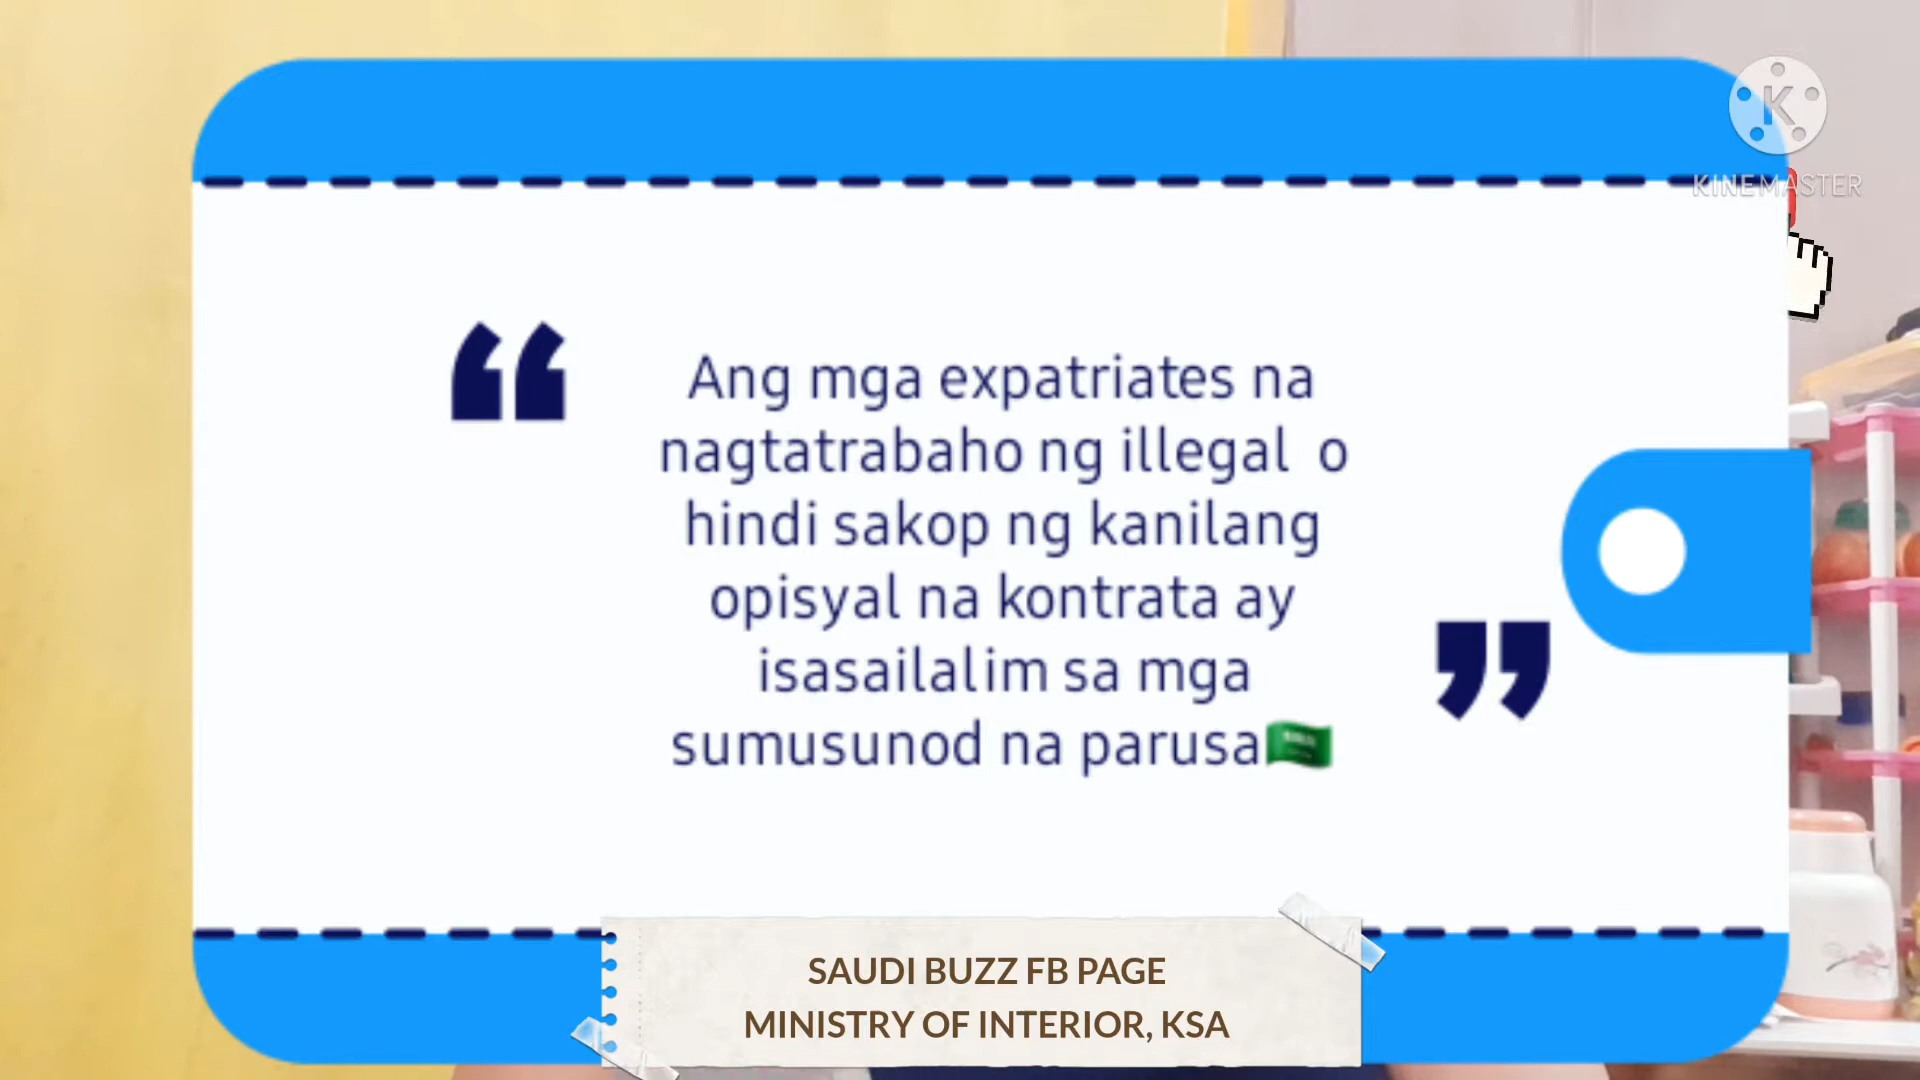 KINEMASTER
“ Ang mga expatriates na
nagtatrabaho ng illegal o
hindi sakop ng kanilang
opisyal na kontrata ay
isasailalim sa mga
sumusunod na parusa🇸🇦 ”
SAUDI BUZZ FB PAGE
MINISTRY OF INTERIOR, KSA